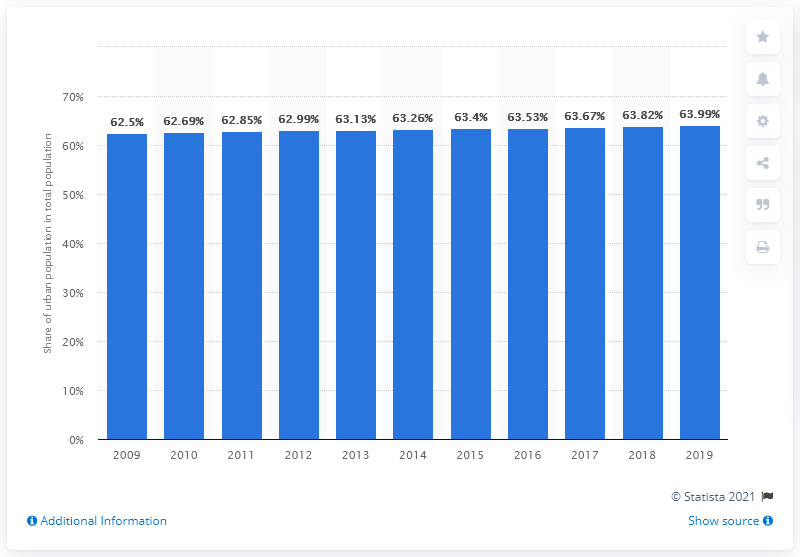 Share of urban population in total population
70%
60%
50%
40%
30%
20%
10%
0%
62.5% 62.69% 62.85% 62.99% 63.13% 63.26% 63.4% 63.53% 63.67% 63.82% 63.99%
2009 2010 2011 2012 2013 2014 2015 2016 2017 2018 2019
© Statista 2021
Additional Information
Show source